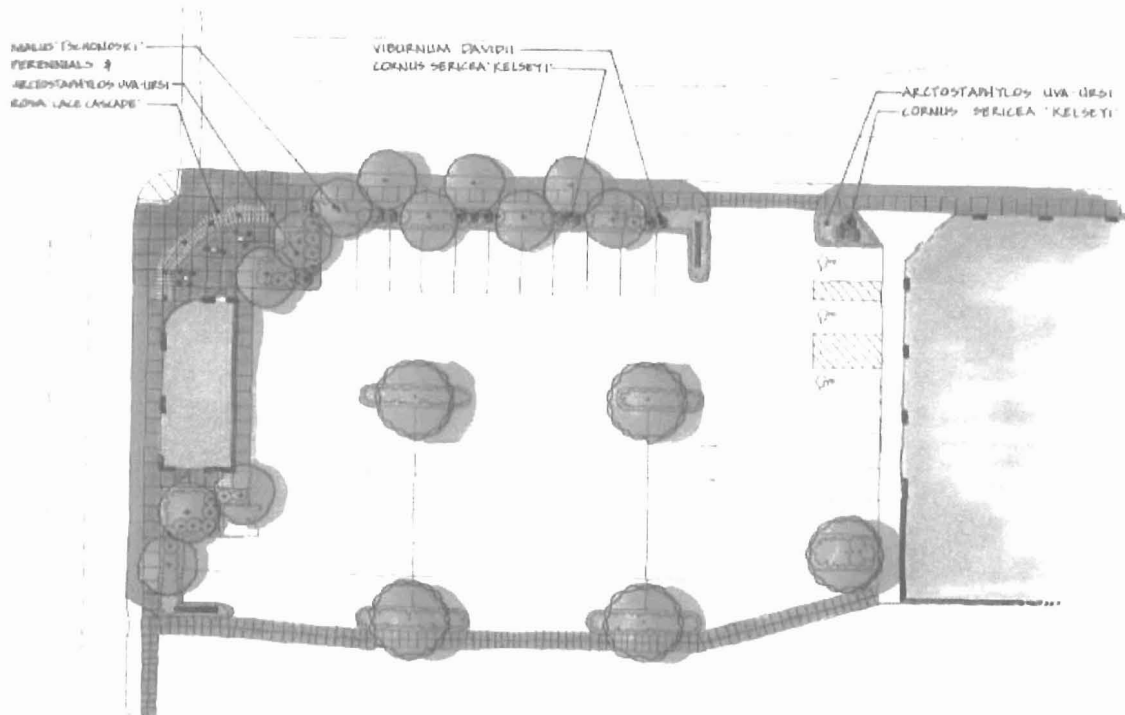 MALUS 'TSCHONOSKI'
PERENNIALS &
ARCTOSTAPHYLOS UVA-URSI
ROSA 'LACE CASCADE'
VIBURNUM DAVIDII
CORNUS SERICEA 'KELSEYI'
ARCTOSTAPHYLOS UVA-URSI
CORNUS SERICEA 'KELSEYI'